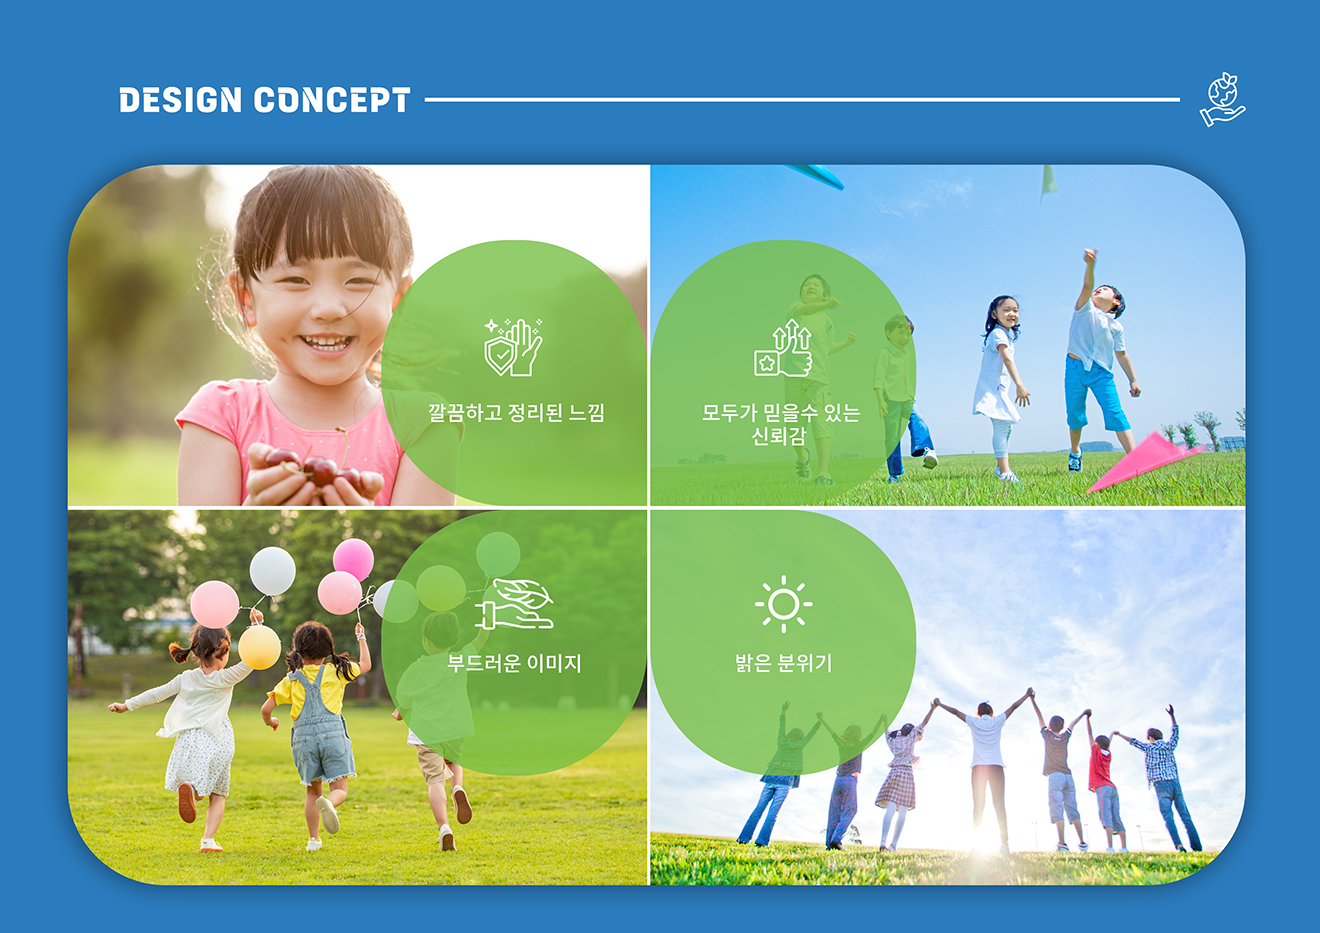 DESIGN CONCEPT
깔끔하고 정리된 느낌
모두가 믿을수 있는
신뢰감
부드러운 이미지
밝은 분위기